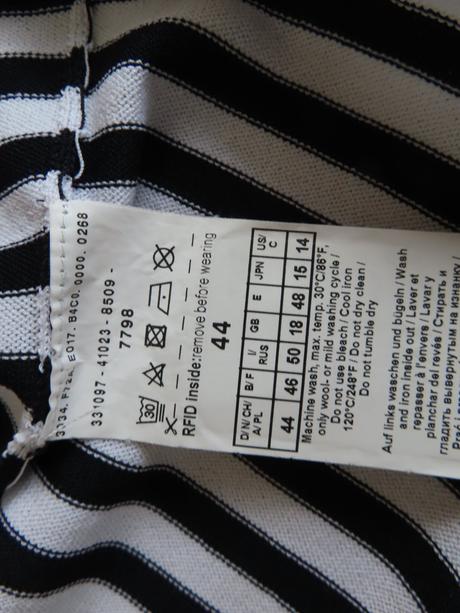 EQ17. B4C0. 0000. 0268
331097 - 41023 - 8509 -
7798
30
RFID inside:remove before wearing
44
D/N/CH/ A/PL B/F I/ RUS GB E JPN US/ C
44 46 50 18 48 15 14
Machine wash, max. temp. 30°C/86°F,
only wool- or mild washing cycle /
Do not use bleach / Cool iron
120°C/248°F / Do not dry clean /
Do not tumble dry
Auf links waschen und bügeln / Wash
and iron inside out / Laver et
repasser à l'envers / Lavar y
planchar del revés / Стирать и
гладить вывернутым на изнанку /